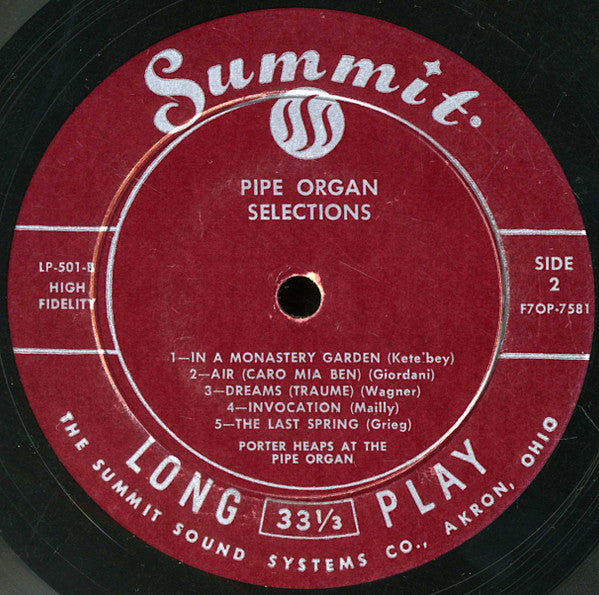 Summit
PIPE ORGAN
SELECTIONS
LP-501-B
HIGH
FIDELITY
SIDE
2
F7OP-7581
1—IN A MONASTERY GARDEN (Kete'bey)
2—AIR (CARO MIA BEN) (Giordani)
3—DREAMS (TRAUME) (Wagner)
4—INVOCATION (Mailly)
5—THE LAST SPRING (Grieg)
PORTER HEAPS AT THE
PIPE ORGAN
LONG 33⅓ PLAY
THE SUMMIT SOUND SYSTEMS CO., AKRON, OHIO